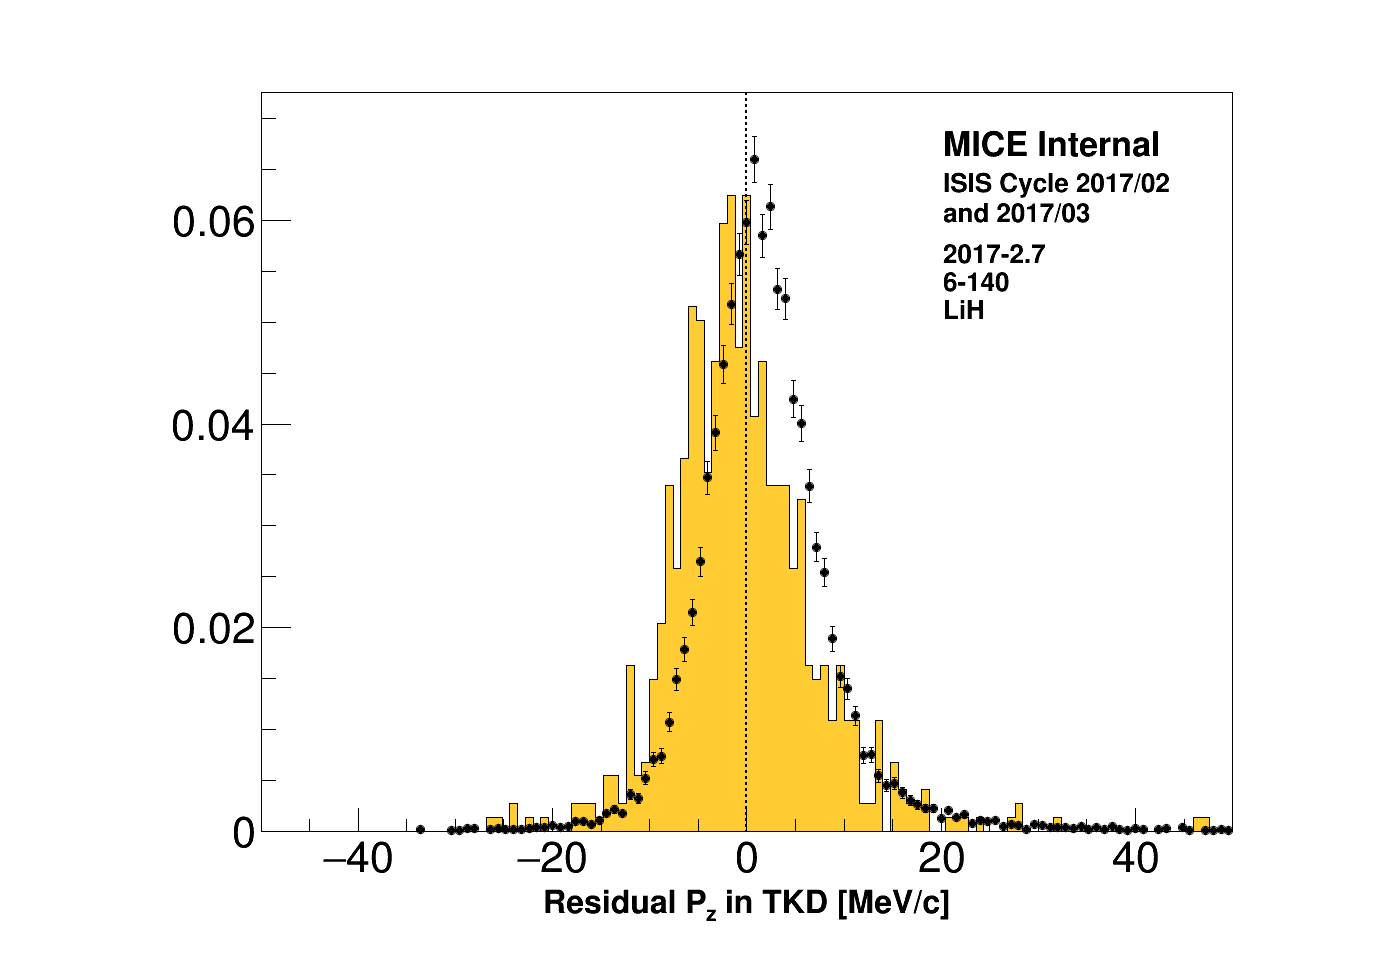 MICE Internal
ISIS Cycle 2017/02
and 2017/03
2017-2.7
6-140
LiH
0.06
0.04
0.02
0
−40 −20 0 20 40
Residual Pz in TKD [MeV/c]